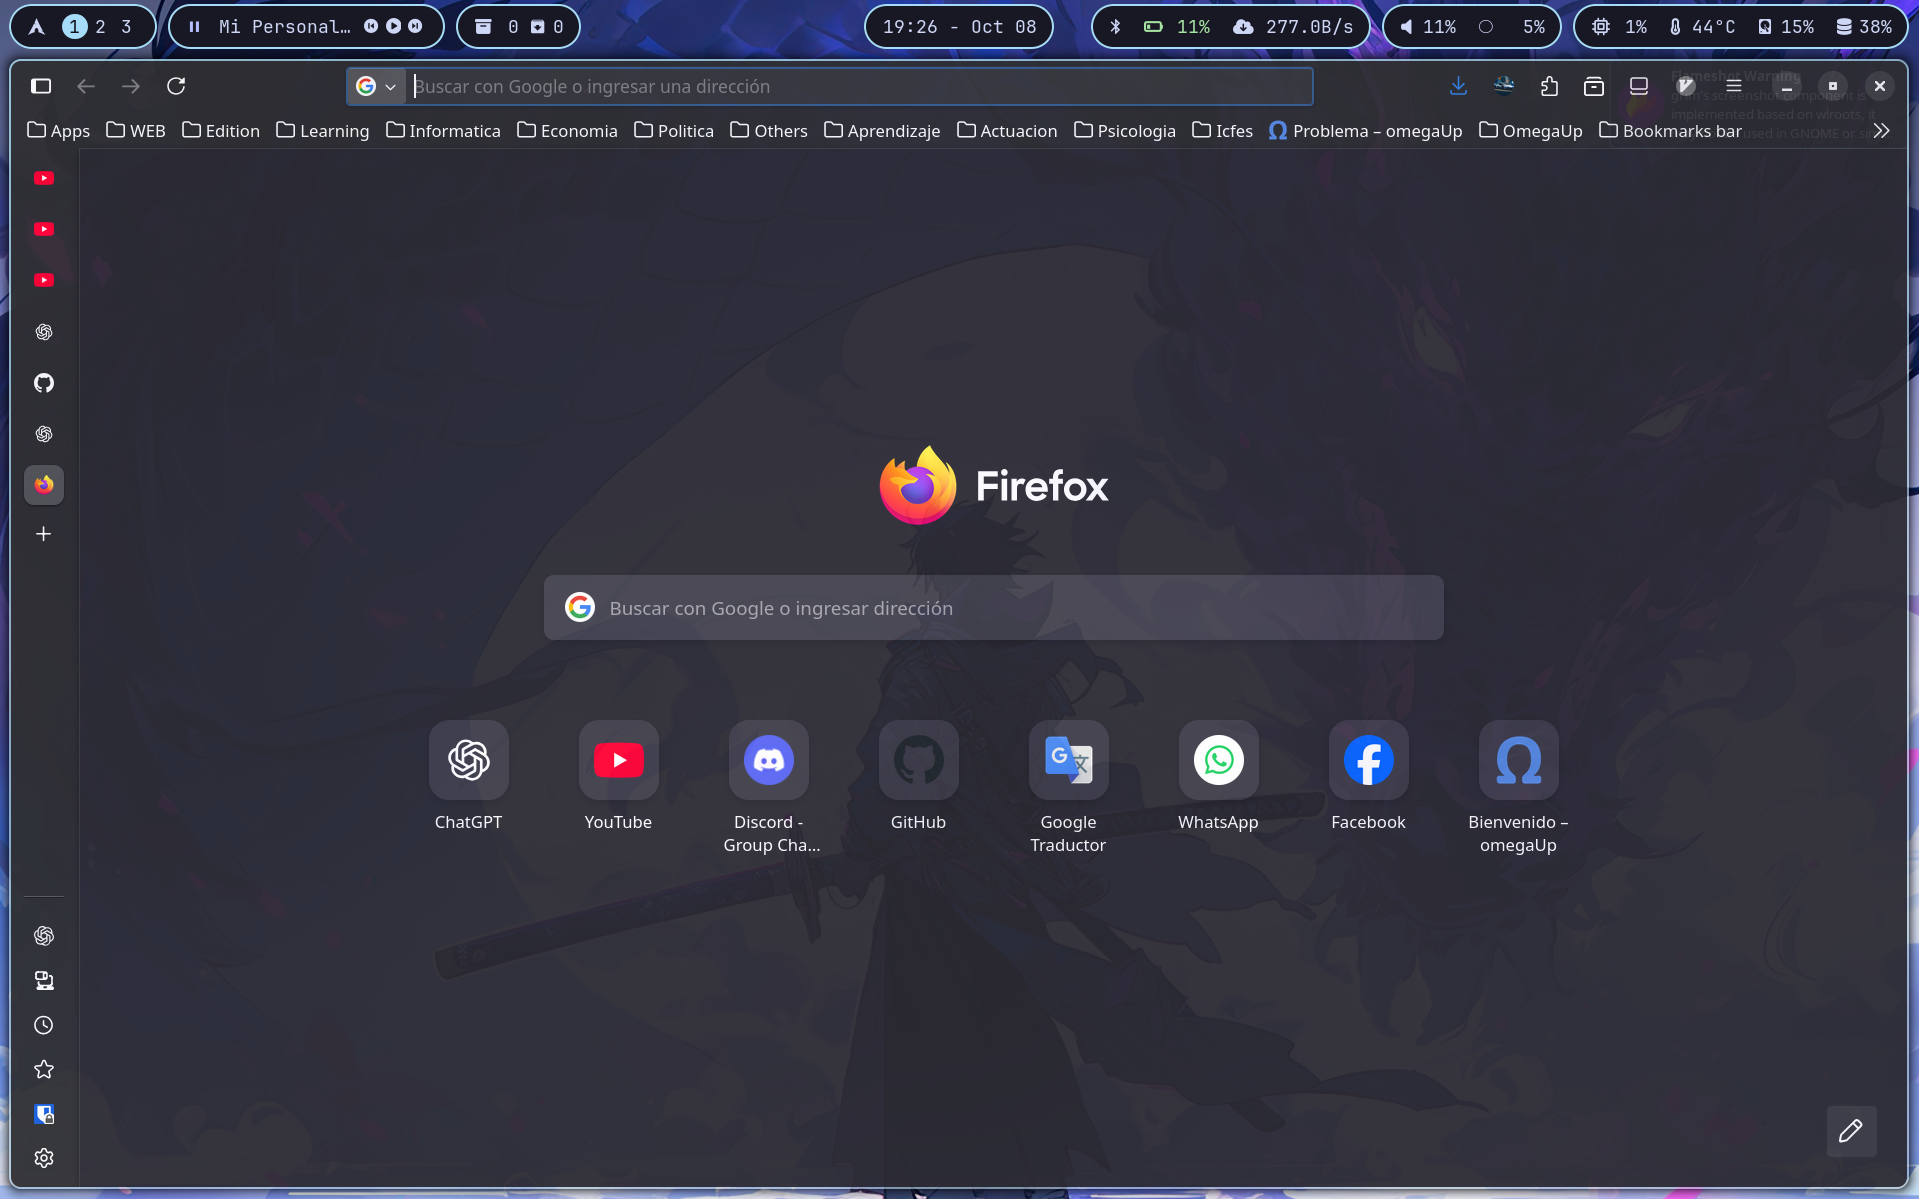 1 2 3
Mi Personal...
0 0
19:26 - Oct 08
11% 277.0B/s
11% 5%
1% 44°C 15% 38%
Buscar con Google o ingresar una dirección
Flameshot Warning
grim's screenshot component is
implemented based on wlroots, it
used in GNOME or sim
Apps WEB Edition Learning Informatica Economia Politica Others Aprendizaje Actuacion Psicologia Icfes Problema – omegaUp OmegaUp Bookmarks bar
Firefox
Buscar con Google o ingresar dirección
ChatGPT YouTube Discord - GitHub Google WhatsApp Facebook Bienvenido –
Group Cha... Traductor omegaUp